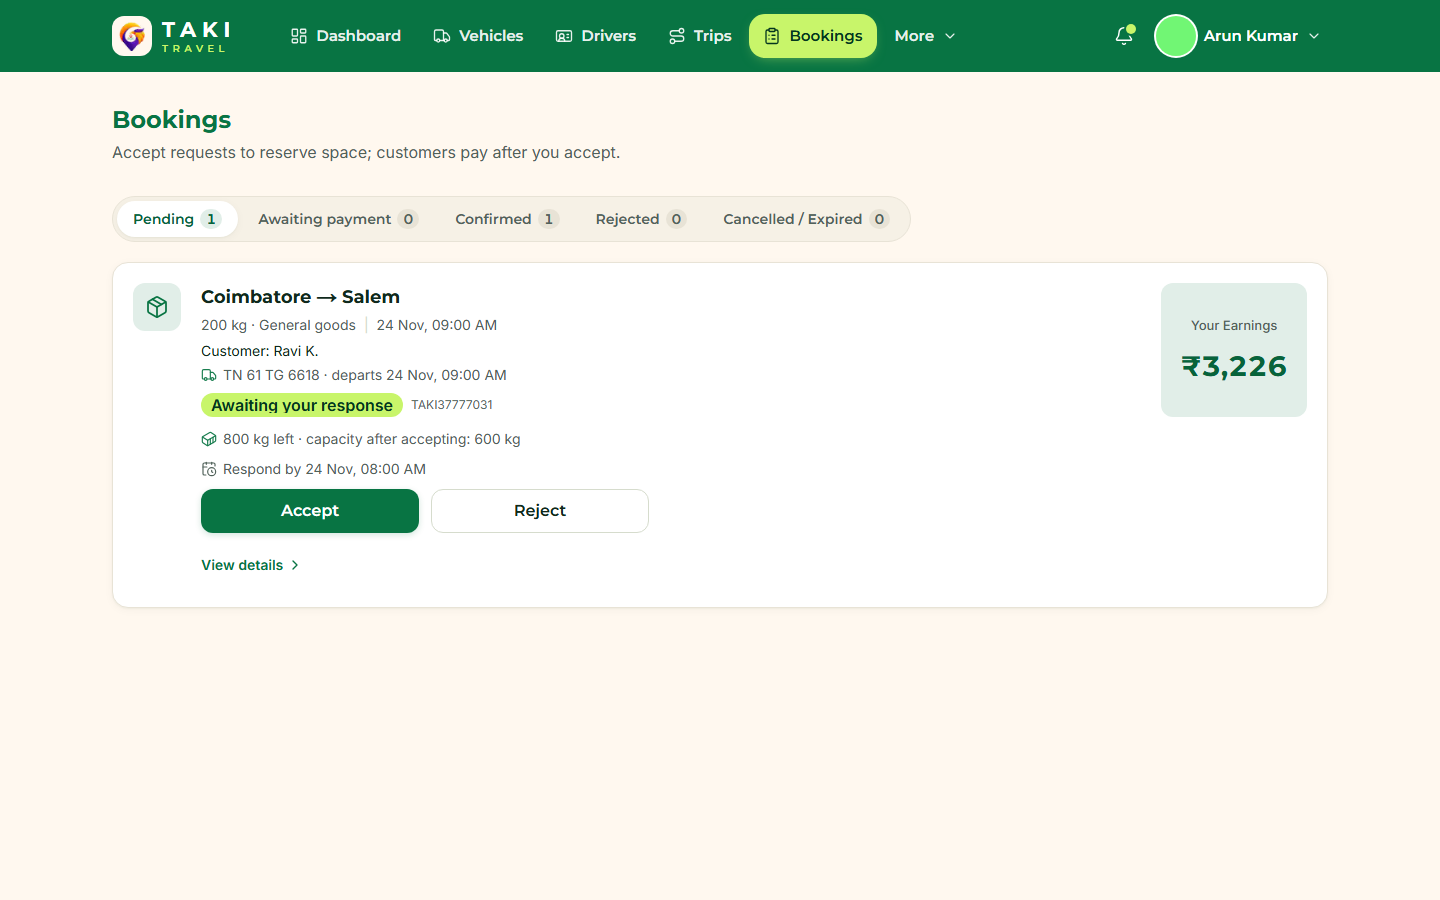 TAKI
TRAVEL
Dashboard
Vehicles
Drivers
Trips
Bookings
More
Arun Kumar
Bookings
Accept requests to reserve space; customers pay after you accept.
Pending 1
Awaiting payment 0
Confirmed 1
Rejected 0
Cancelled / Expired 0
Coimbatore → Salem
200 kg · General goods | 24 Nov, 09:00 AM
Customer: Ravi K.
TN 61 TG 6618 · departs 24 Nov, 09:00 AM
Awaiting your response TAKI37777031
800 kg left · capacity after accepting: 600 kg
Respond by 24 Nov, 08:00 AM
Accept
Reject
View details
Your Earnings
₹3,226